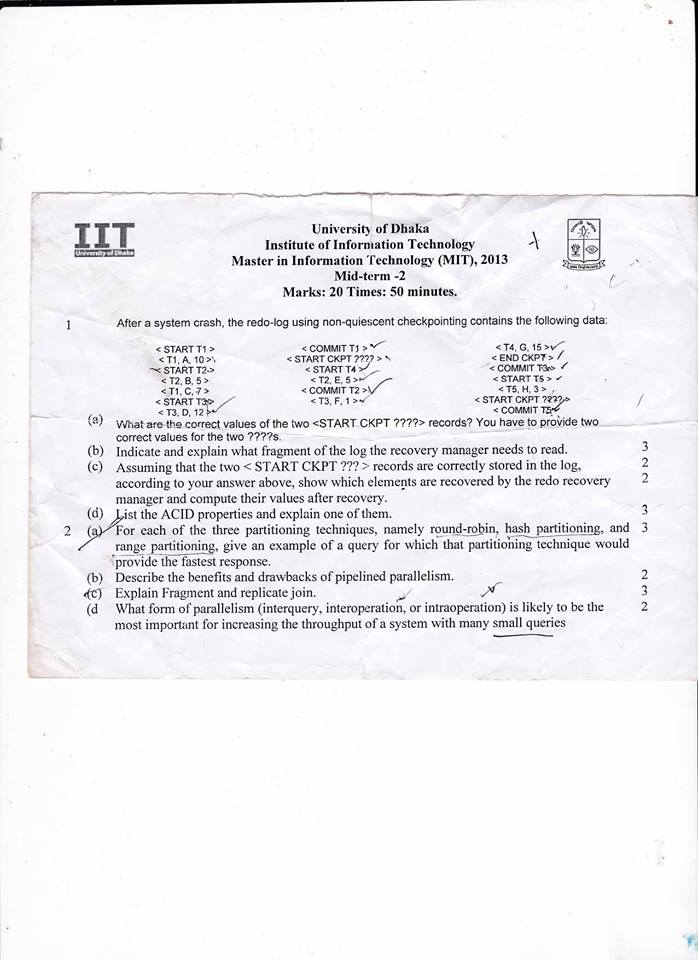 IIT
University of Dhaka
University of Dhaka
Institute of Information Technology
Master in Information Technology (MIT), 2013
Mid-term -2
Marks: 20 Times: 50 minutes.
1 After a system crash, the redo-log using non-quiescent checkpointing contains the following data:
< START T1 > < COMMIT T1 > < T4, G, 15 >
< T1, A, 10 > < START CKPT ???? > < END CKPT >
< START T2 > < START T4 > < COMMIT T3 >
< T2, B, 5 > < T2, E, 5 > < START T5 >
< T1, C, 7 > < COMMIT T2 > < T5, H, 3 >
< START T3 > < T3, F, 1 > < START CKPT ???? >
< T3, D, 12 > < COMMIT T5 >
(a) What are the correct values of the two <START CKPT ????> records? You have to provide two
correct values for the two ????s.
(b) Indicate and explain what fragment of the log the recovery manager needs to read. 3
(c) Assuming that the two < START CKPT ??? > records are correctly stored in the log, 2
according to your answer above, show which elements are recovered by the redo recovery 2
manager and compute their values after recovery.
(d) List the ACID properties and explain one of them. 3
2 (a) For each of the three partitioning techniques, namely round-robin, hash partitioning, and 3
range partitioning, give an example of a query for which that partitioning technique would
provide the fastest response.
(b) Describe the benefits and drawbacks of pipelined parallelism. 2
(c) Explain Fragment and replicate join. 3
(d What form of parallelism (interquery, interoperation, or intraoperation) is likely to be the 2
most important for increasing the throughput of a system with many small queries